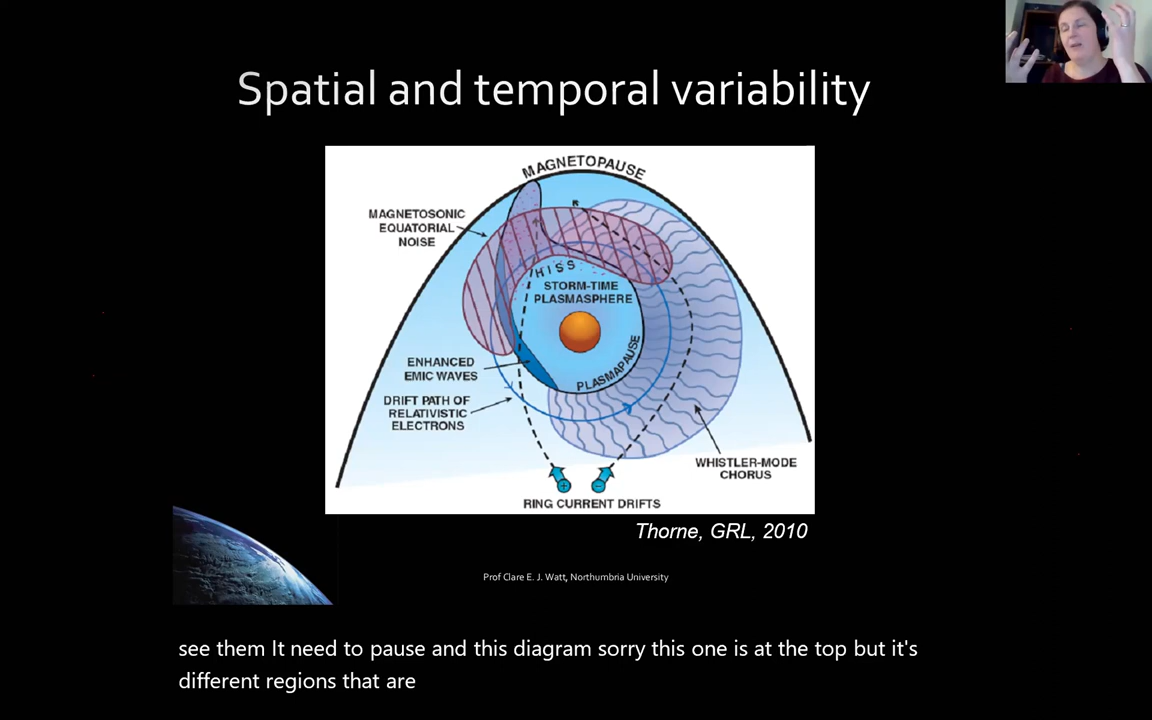 Spatial and temporal variability
MAGNETOPAUSE
MAGNETOSONIC
EQUATORIAL
NOISE
HISS
STORM-TIME
PLASMASPHERE
PLASMAPAUSE
ENHANCED
EMIC WAVES
DRIFT PATH OF
RELATIVISTIC
ELECTRONS
WHISTLER-MODE
CHORUS
+
−
RING CURRENT DRIFTS
Thorne, GRL, 2010
Prof Clare E. J. Watt, Northumbria University
see them It need to pause and this diagram sorry this one is at the top but it's
different regions that are